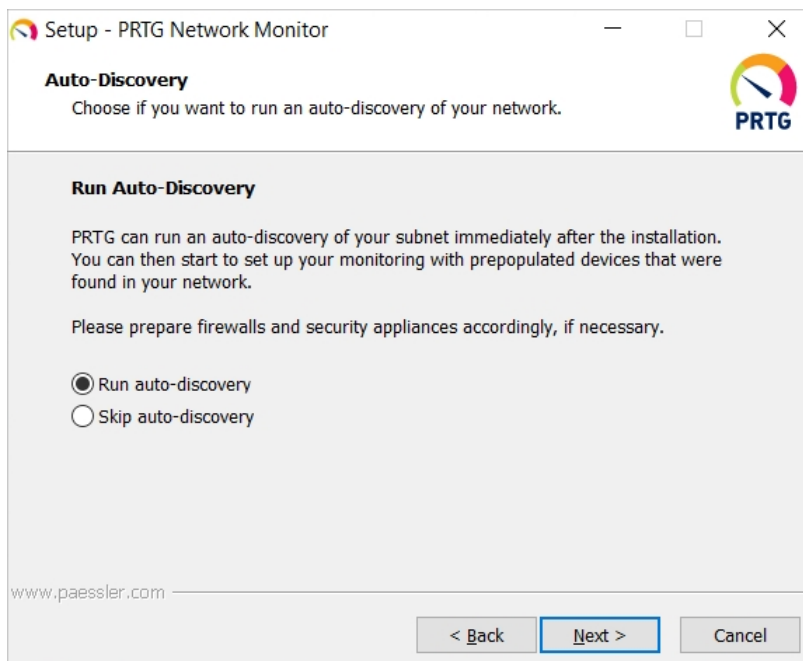 Setup - PRTG Network Monitor
Auto-Discovery
Choose if you want to run an auto-discovery of your network.
PRTG
Run Auto-Discovery
PRTG can run an auto-discovery of your subnet immediately after the installation.
You can then start to set up your monitoring with prepopulated devices that were
found in your network.
Please prepare firewalls and security appliances accordingly, if necessary.
Run auto-discovery
Skip auto-discovery
www.paessler.com
< Back
Next >
Cancel